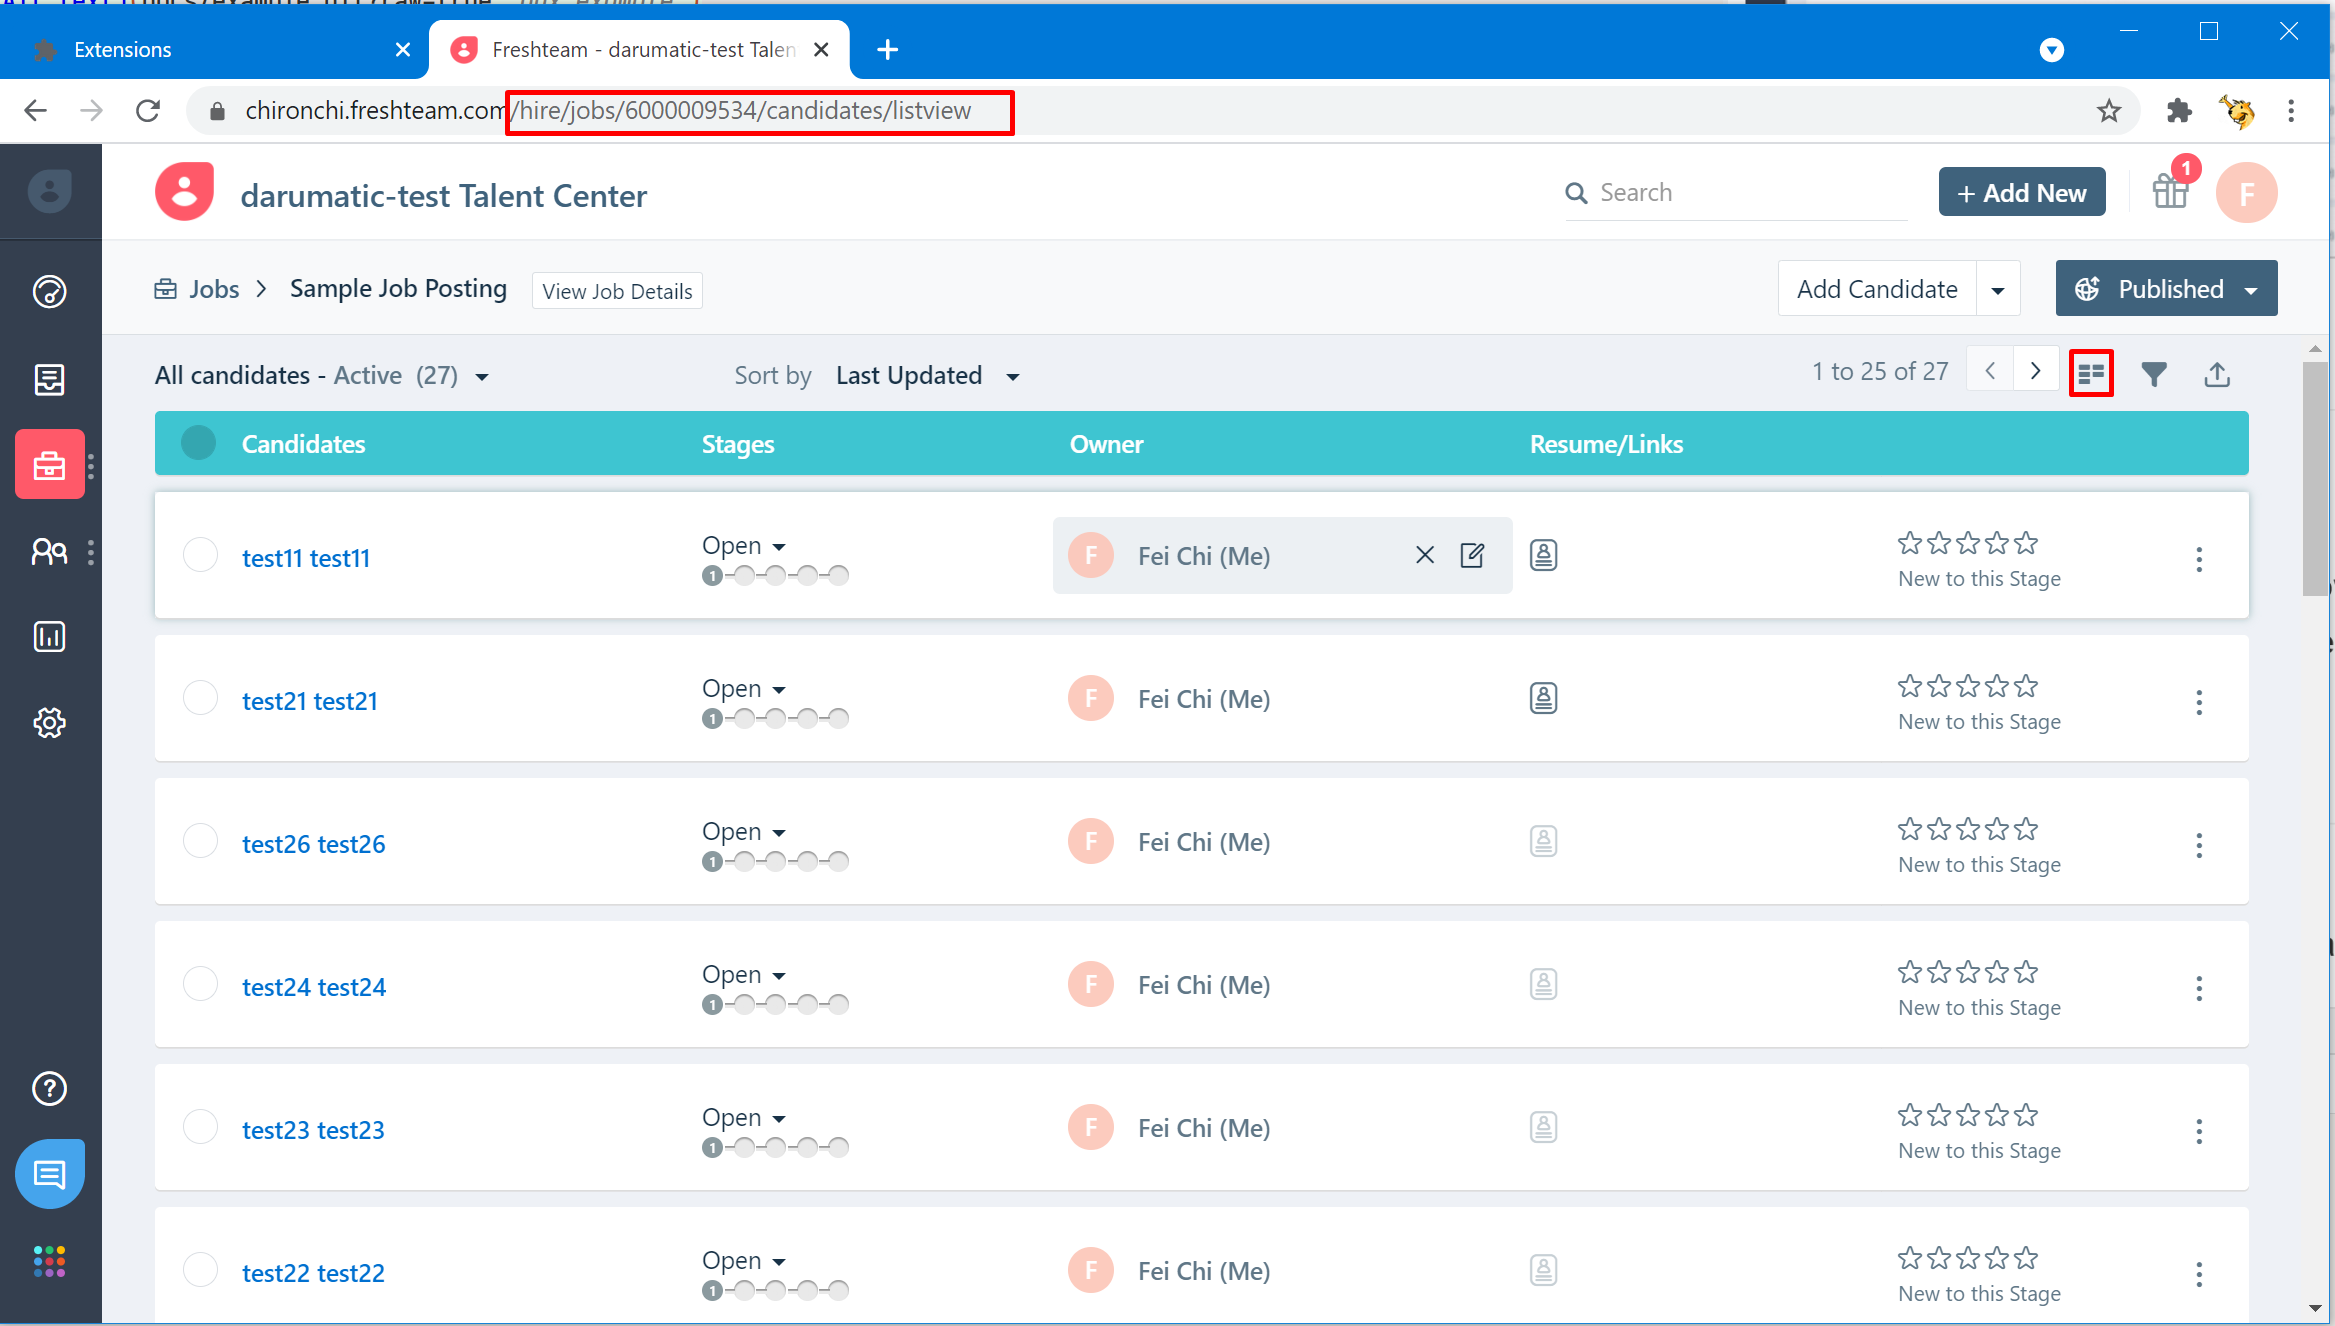 Extensions
Freshteam - darumatic-test Talen
chironchi.freshteam.com/hire/jobs/6000009534/candidates/listview
darumatic-test Talent Center
Search
+ Add New
1
F
Jobs > Sample Job Posting
View Job Details
Add Candidate
Published
All candidates - Active (27)
Sort by Last Updated
1 to 25 of 27
Candidates Stages Owner Resume/Links
test11 test11
Open
1
F
Fei Chi (Me)
New to this Stage
test21 test21
Open
1
F
Fei Chi (Me)
New to this Stage
test26 test26
Open
1
F
Fei Chi (Me)
New to this Stage
test24 test24
Open
1
F
Fei Chi (Me)
New to this Stage
test23 test23
Open
1
F
Fei Chi (Me)
New to this Stage
test22 test22
Open
1
F
Fei Chi (Me)
New to this Stage